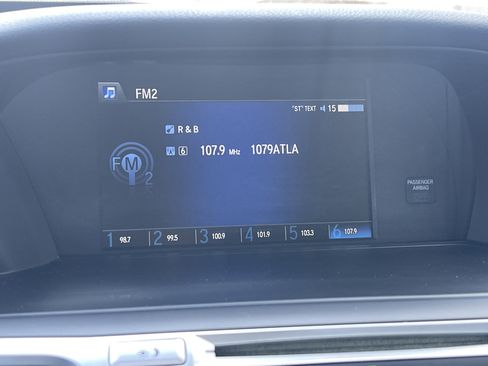 FM2
"ST" TEXT 15
R & B
FM2
6 107.9 MHz 1079ATLA
PASSENGER
AIRBAG
1 98.7 2 99.5 3 100.9 4 101.9 5 103.3 6 107.9